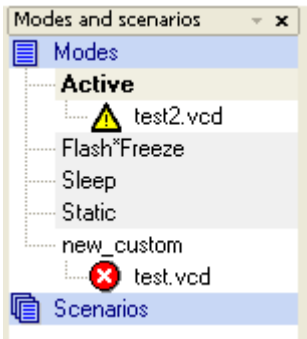 Modes and scenarios
Modes
Active
test2.vcd
Flash*Freeze
Sleep
Static
new_custom
test.vcd
Scenarios